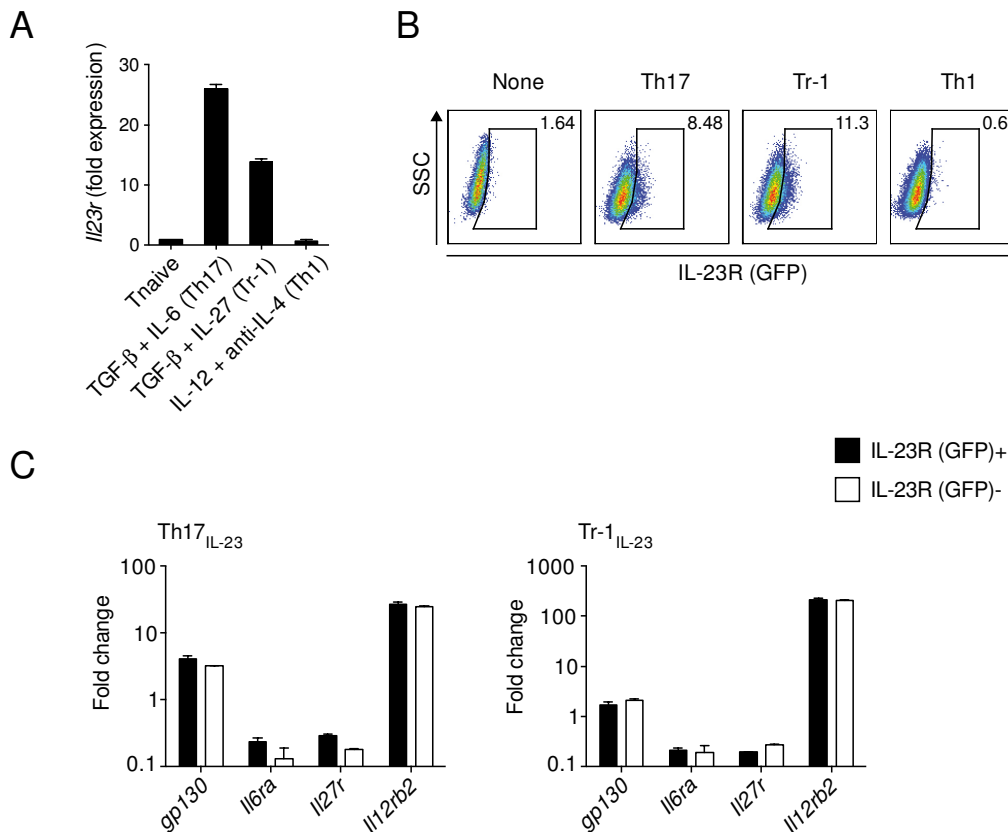 A
Il23r (fold expression)
30
20
10
0
Tnaive
TGF-β + IL-6 (Th17)
TGF-β + IL-27 (Tr-1)
IL-12 + anti-IL-4 (Th1)
B
None
Th17
Tr-1
Th1
1.64
8.48
11.3
0.6
SSC
IL-23R (GFP)
C
IL-23R (GFP)+
IL-23R (GFP)-
Th17IL-23
Fold change
100
10
1
0.1
gp130
Il6ra
Il27r
Il12rb2
Tr-1IL-23
Fold change
1000
100
10
1
0.1
gp130
Il6ra
Il27r
Il12rb2